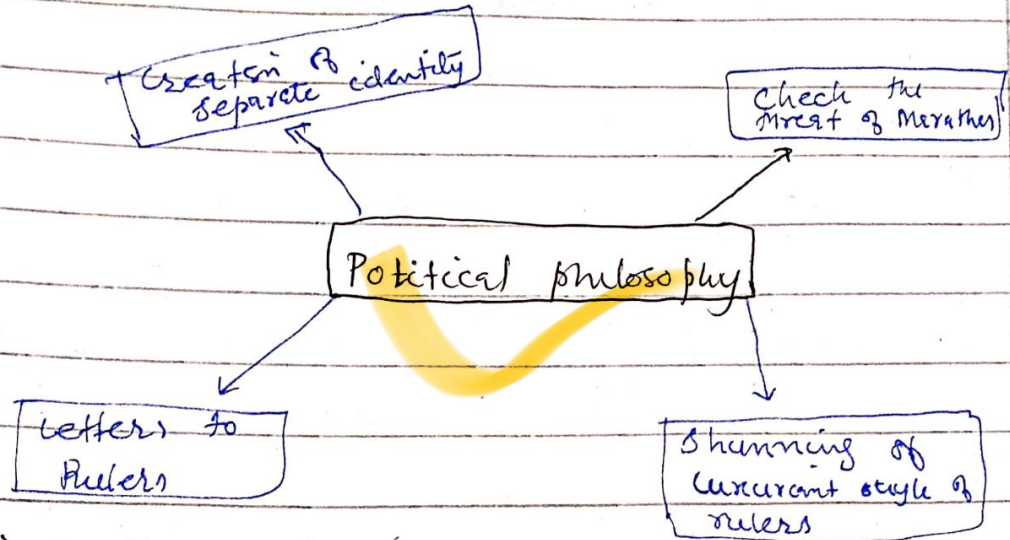 Creation of
separate identity
Check the
threat of Marathas
Political philosophy
Letters to
Rulers
Shunning of
Luxuriant style of
rulers